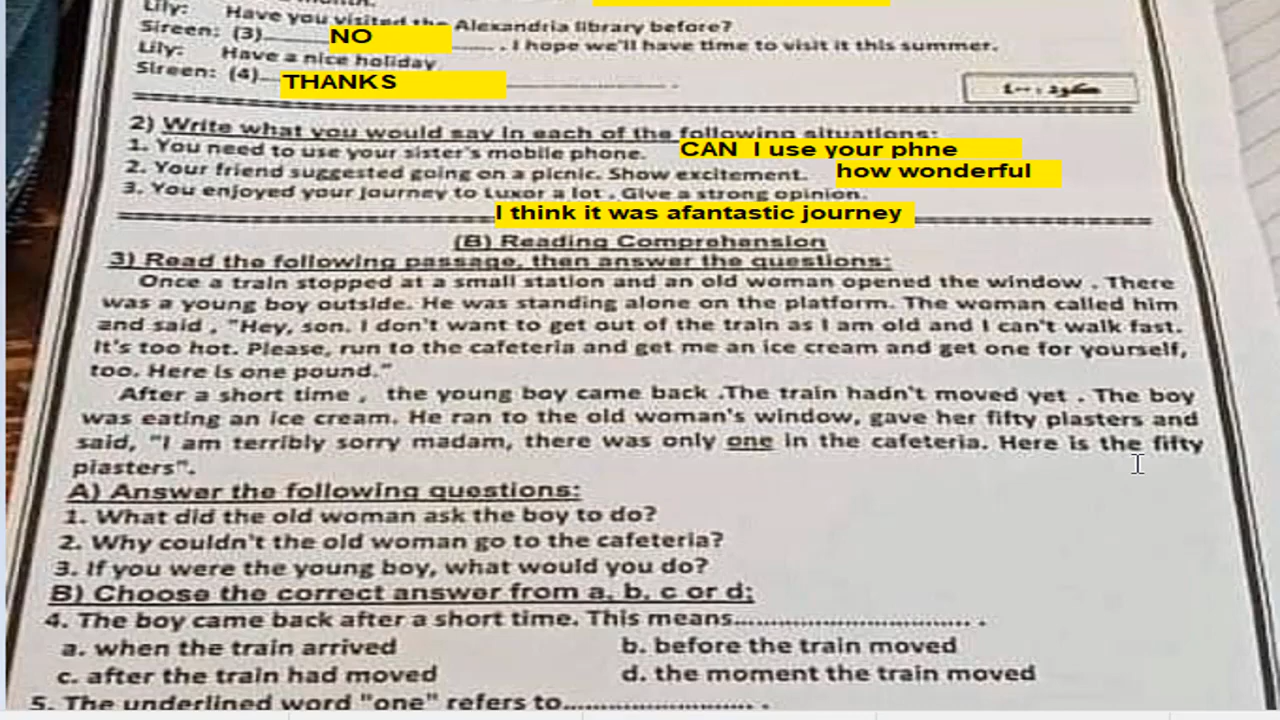 Lily: Have you visited the Alexandria library before?
Sireen: (3) NO . I hope we'll have time to visit it this summer.
Lily: Have a nice holiday
Sireen: (4) THANKS
كود : ٤٠٠
2) Write what you would say in each of the following situations:
1. You need to use your sister's mobile phone. CAN I use your phne
2. Your friend suggested going on a picnic. Show excitement. how wonderful
3. You enjoyed your journey to Luxor a lot . Give a strong opinion.
I think it was afantastic journey
(B) Reading Comprehension
3) Read the following passage, then answer the questions:
Once a train stopped at a small station and an old woman opened the window . There
was a young boy outside. He was standing alone on the platform. The woman called him
and said , "Hey, son. I don't want to get out of the train as I am old and I can't walk fast.
It's too hot. Please, run to the cafeteria and get me an ice cream and get one for yourself,
too. Here is one pound."
After a short time , the young boy came back .The train hadn't moved yet . The boy
was eating an ice cream. He ran to the old woman's window, gave her fifty plasters and
said, "I am terribly sorry madam, there was only one in the cafeteria. Here is the fifty
piasters".
A) Answer the following questions:
1. What did the old woman ask the boy to do?
2. Why couldn't the old woman go to the cafeteria?
3. If you were the young boy, what would you do?
B) Choose the correct answer from a, b, c or d:
4. The boy came back after a short time. This means.............................. .
a. when the train arrived b. before the train moved
c. after the train had moved d. the moment the train moved
5. The underlined word "one" refers to........................ .